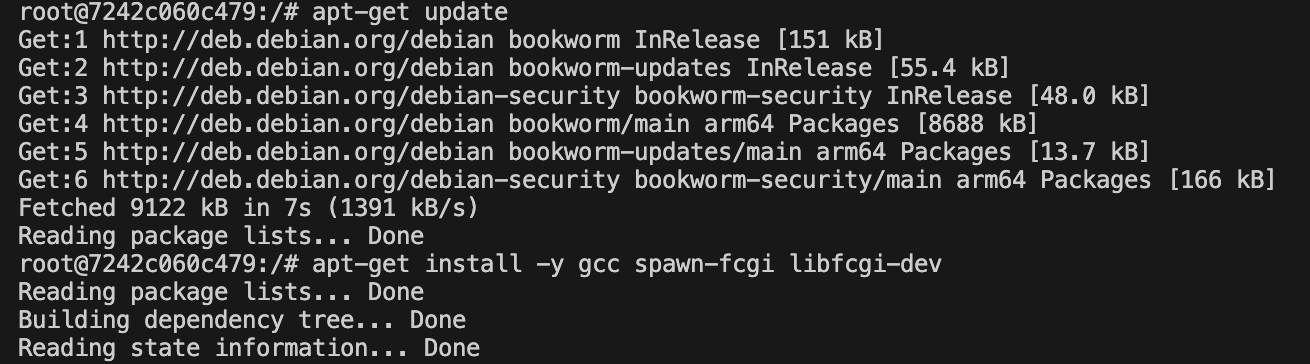 root@7242c060c479:/# apt-get update
Get:1 http://deb.debian.org/debian bookworm InRelease [151 kB]
Get:2 http://deb.debian.org/debian bookworm-updates InRelease [55.4 kB]
Get:3 http://deb.debian.org/debian-security bookworm-security InRelease [48.0 kB]
Get:4 http://deb.debian.org/debian bookworm/main arm64 Packages [8688 kB]
Get:5 http://deb.debian.org/debian bookworm-updates/main arm64 Packages [13.7 kB]
Get:6 http://deb.debian.org/debian-security bookworm-security/main arm64 Packages [166 kB]
Fetched 9122 kB in 7s (1391 kB/s)
Reading package lists... Done
root@7242c060c479:/# apt-get install -y gcc spawn-fcgi libfcgi-dev
Reading package lists... Done
Building dependency tree... Done
Reading state information... Done